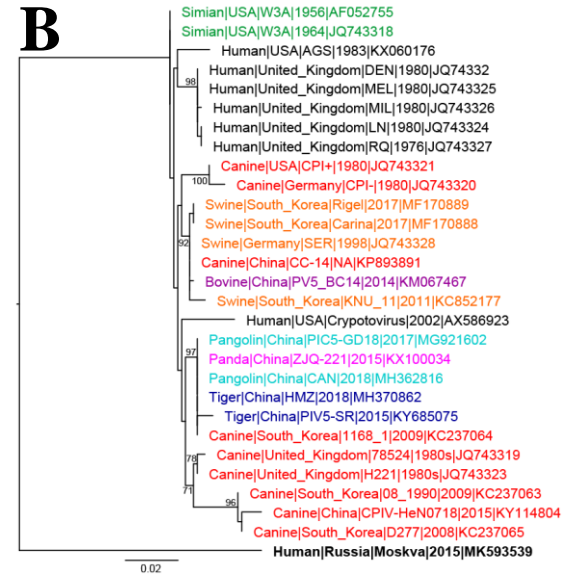 B
Simian|USA|W3A|1956|AF052755
Simian|USA|W3A|1964|JQ743318
Human|USA|AGS|1983|KX060176
Human|United_Kingdom|DEN|1980|JQ74332
98
Human|United_Kingdom|MEL|1980|JQ743325
Human|United_Kingdom|MIL|1980|JQ743326
Human|United_Kingdom|LN|1980|JQ743324
Human|United_Kingdom|RQ|1976|JQ743327
Canine|USA|CPI+|1980|JQ743321
100
Canine|Germany|CPI-|1980|JQ743320
Swine|South_Korea|Rigel|2017|MF170889
Swine|South_Korea|Carina|2017|MF170888
92
Swine|Germany|SER|1998|JQ743328
Canine|China|CC-14|NA|KP893891
Bovine|China|PV5_BC14|2014|KM067467
Swine|South_Korea|KNU_11|2011|KC852177
Human|USA|Crypotovirus|2002|AX586923
Pangolin|China|PIC5-GD18|2017|MG921602
97
Panda|China|ZJQ-221|2015|KX100034
Pangolin|China|CAN|2018|MH362816
Tiger|China|HMZ|2018|MH370862
Tiger|China|PIV5-SR|2015|KY685075
Canine|South_Korea|1168_1|2009|KC237064
78
Canine|United_Kingdom|78524|1980s|JQ743319
Canine|United_Kingdom|H221|1980s|JQ743323
71
Canine|South_Korea|08_1990|2009|KC237063
96
Canine|China|CPIV-HeN0718|2015|KY114804
Canine|South_Korea|D277|2008|KC237065
Human|Russia|Moskva|2015|MK593539
0.02